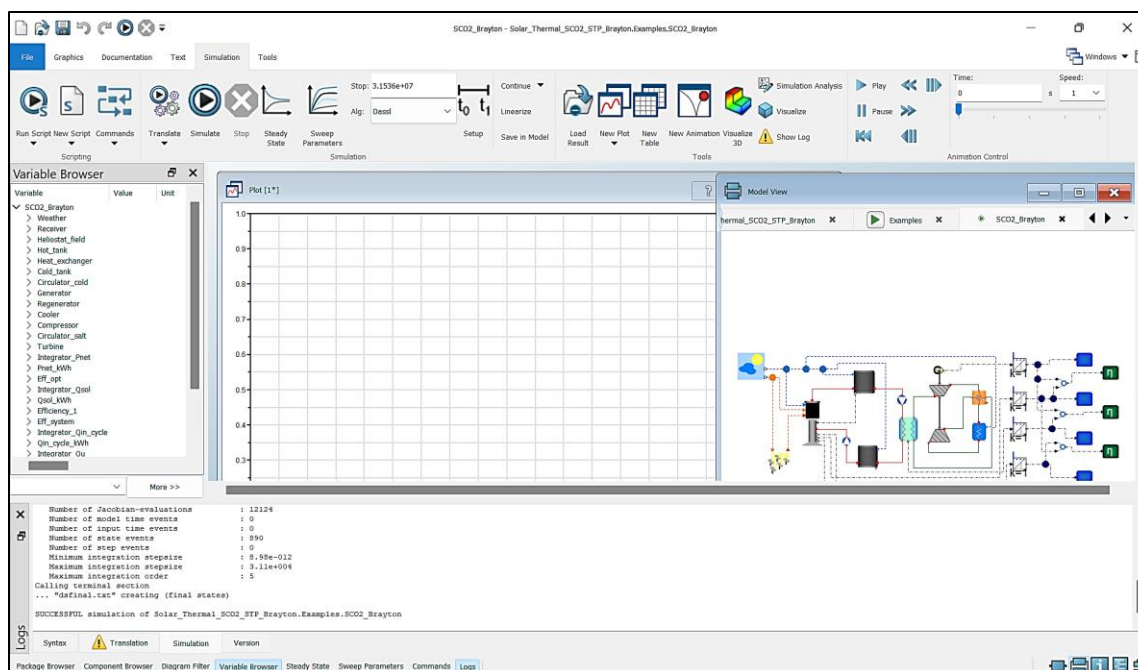 SCO2_Brayton - Solar_Thermal_SCO2_STP_Brayton.Examples.SCO2_Brayton
File Graphics Documentation Text Simulation Tools Windows
Stop: 3.1536e+07 Continue Simulation Analysis Play Time: Speed:
0 s 1
Alg: Dassl t0 t1 Linearize Visualize Pause
Run Script New Script Commands Translate Simulate Stop Steady State Sweep Parameters Setup Save in Model Load Result New Plot New Table New Animation Visualize 3D Show Log
Scripting Simulation Tools Animation Control
Variable Browser
Variable Value Unit
SCO2_Brayton
Weather
Receiver
Heliostat_field
Hot_tank
Heat_exchanger
Cold_tank
Circulator_cold
Generator
Regenerator
Cooler
Compressor
Circulator_salt
Turbine
Integrator_Pnet
Pnet_kWh
Eff_opt
Integrator_Qsol
Qsol_kWh
Efficiency_1
Eff_system
Integrator_Qin_cycle
Qin_cycle_kWh
Integrator_Qu
More >>
Plot [1*] ?
1.0
0.9
0.8
0.7
0.6
0.5
0.4
0.3
Model View
hermal_SCO2_STP_Brayton Examples SCO2_Brayton
η
η
η
η
Number of Jacobian-evaluations : 12124
Number of model time events : 0
Number of input time events : 0
Number of state events : 890
Number of step events : 0
Minimum integration stepsize : 8.98e-012
Maximum integration stepsize : 3.11e+004
Maximum integration order : 5
Calling terminal section
... "dsfinal.txt" creating (final states)
SUCCESSFUL simulation of Solar_Thermal_SCO2_STP_Brayton.Examples.SCO2_Brayton
Logs
Syntax Translation Simulation Version
Package Browser Component Browser Diagram Filter Variable Browser Steady State Sweep Parameters Commands Logs